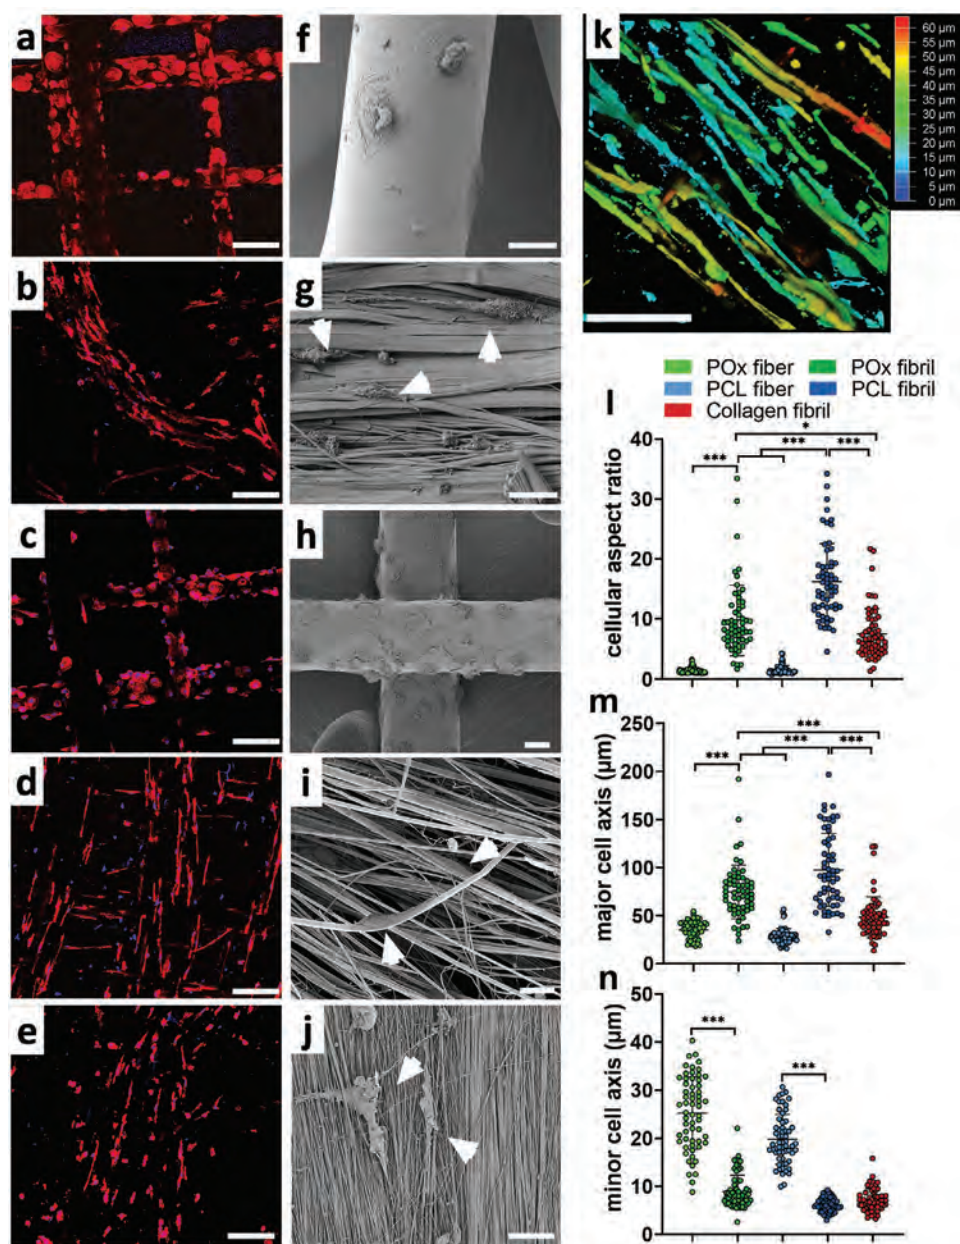 a
b
c
d
e
f
g
h
i
j
k
60 µm
55 µm
50 µm
45 µm
40 µm
35 µm
30 µm
25 µm
20 µm
15 µm
10 µm
5 µm
0 µm
POx fiber
POx fibril
PCL fiber
PCL fibril
Collagen fibril
l
cellular aspect ratio
40
30
20
10
0
***
*
***
***
m
major cell axis (µm)
250
200
150
100
50
0
***
***
***
***
n
minor cell axis (µm)
50
40
30
20
10
0
***
***